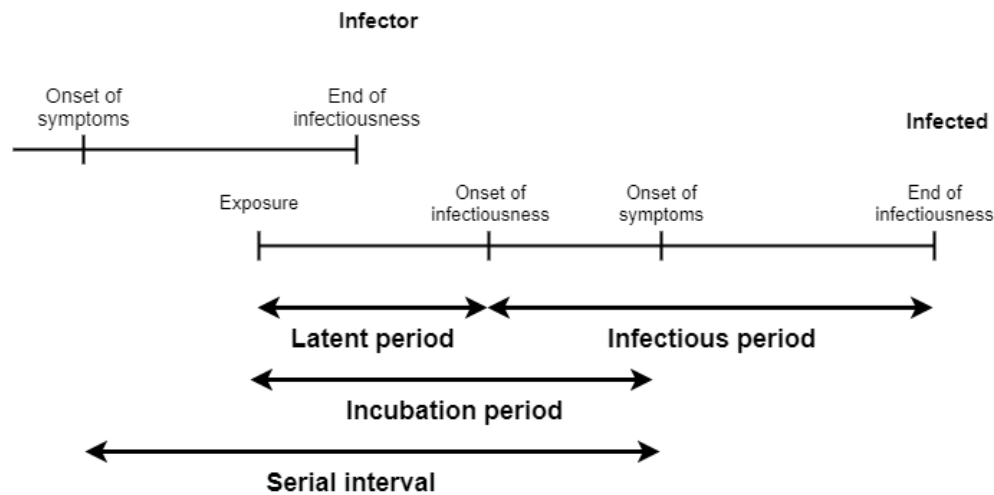 Infector
Onset of
symptoms
End of
infectiousness
Infected
Exposure
Onset of
infectiousness
Onset of
symptoms
End of
infectiousness
Latent period
Infectious period
Incubation period
Serial interval